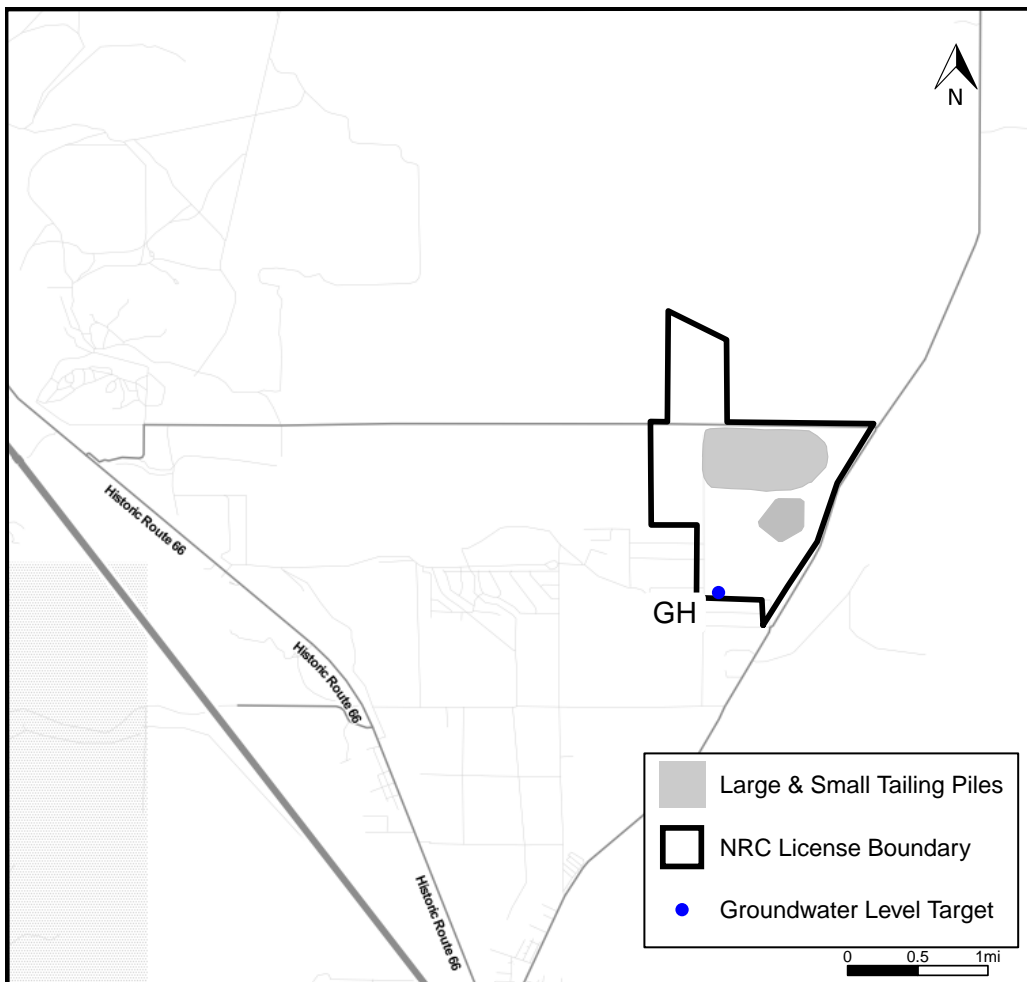 N
Historic Route 66
Historic Route 66
GH
Historic Route 66
Large & Small Tailing Piles
NRC License Boundary
Groundwater Level Target
0 0.5 1mi